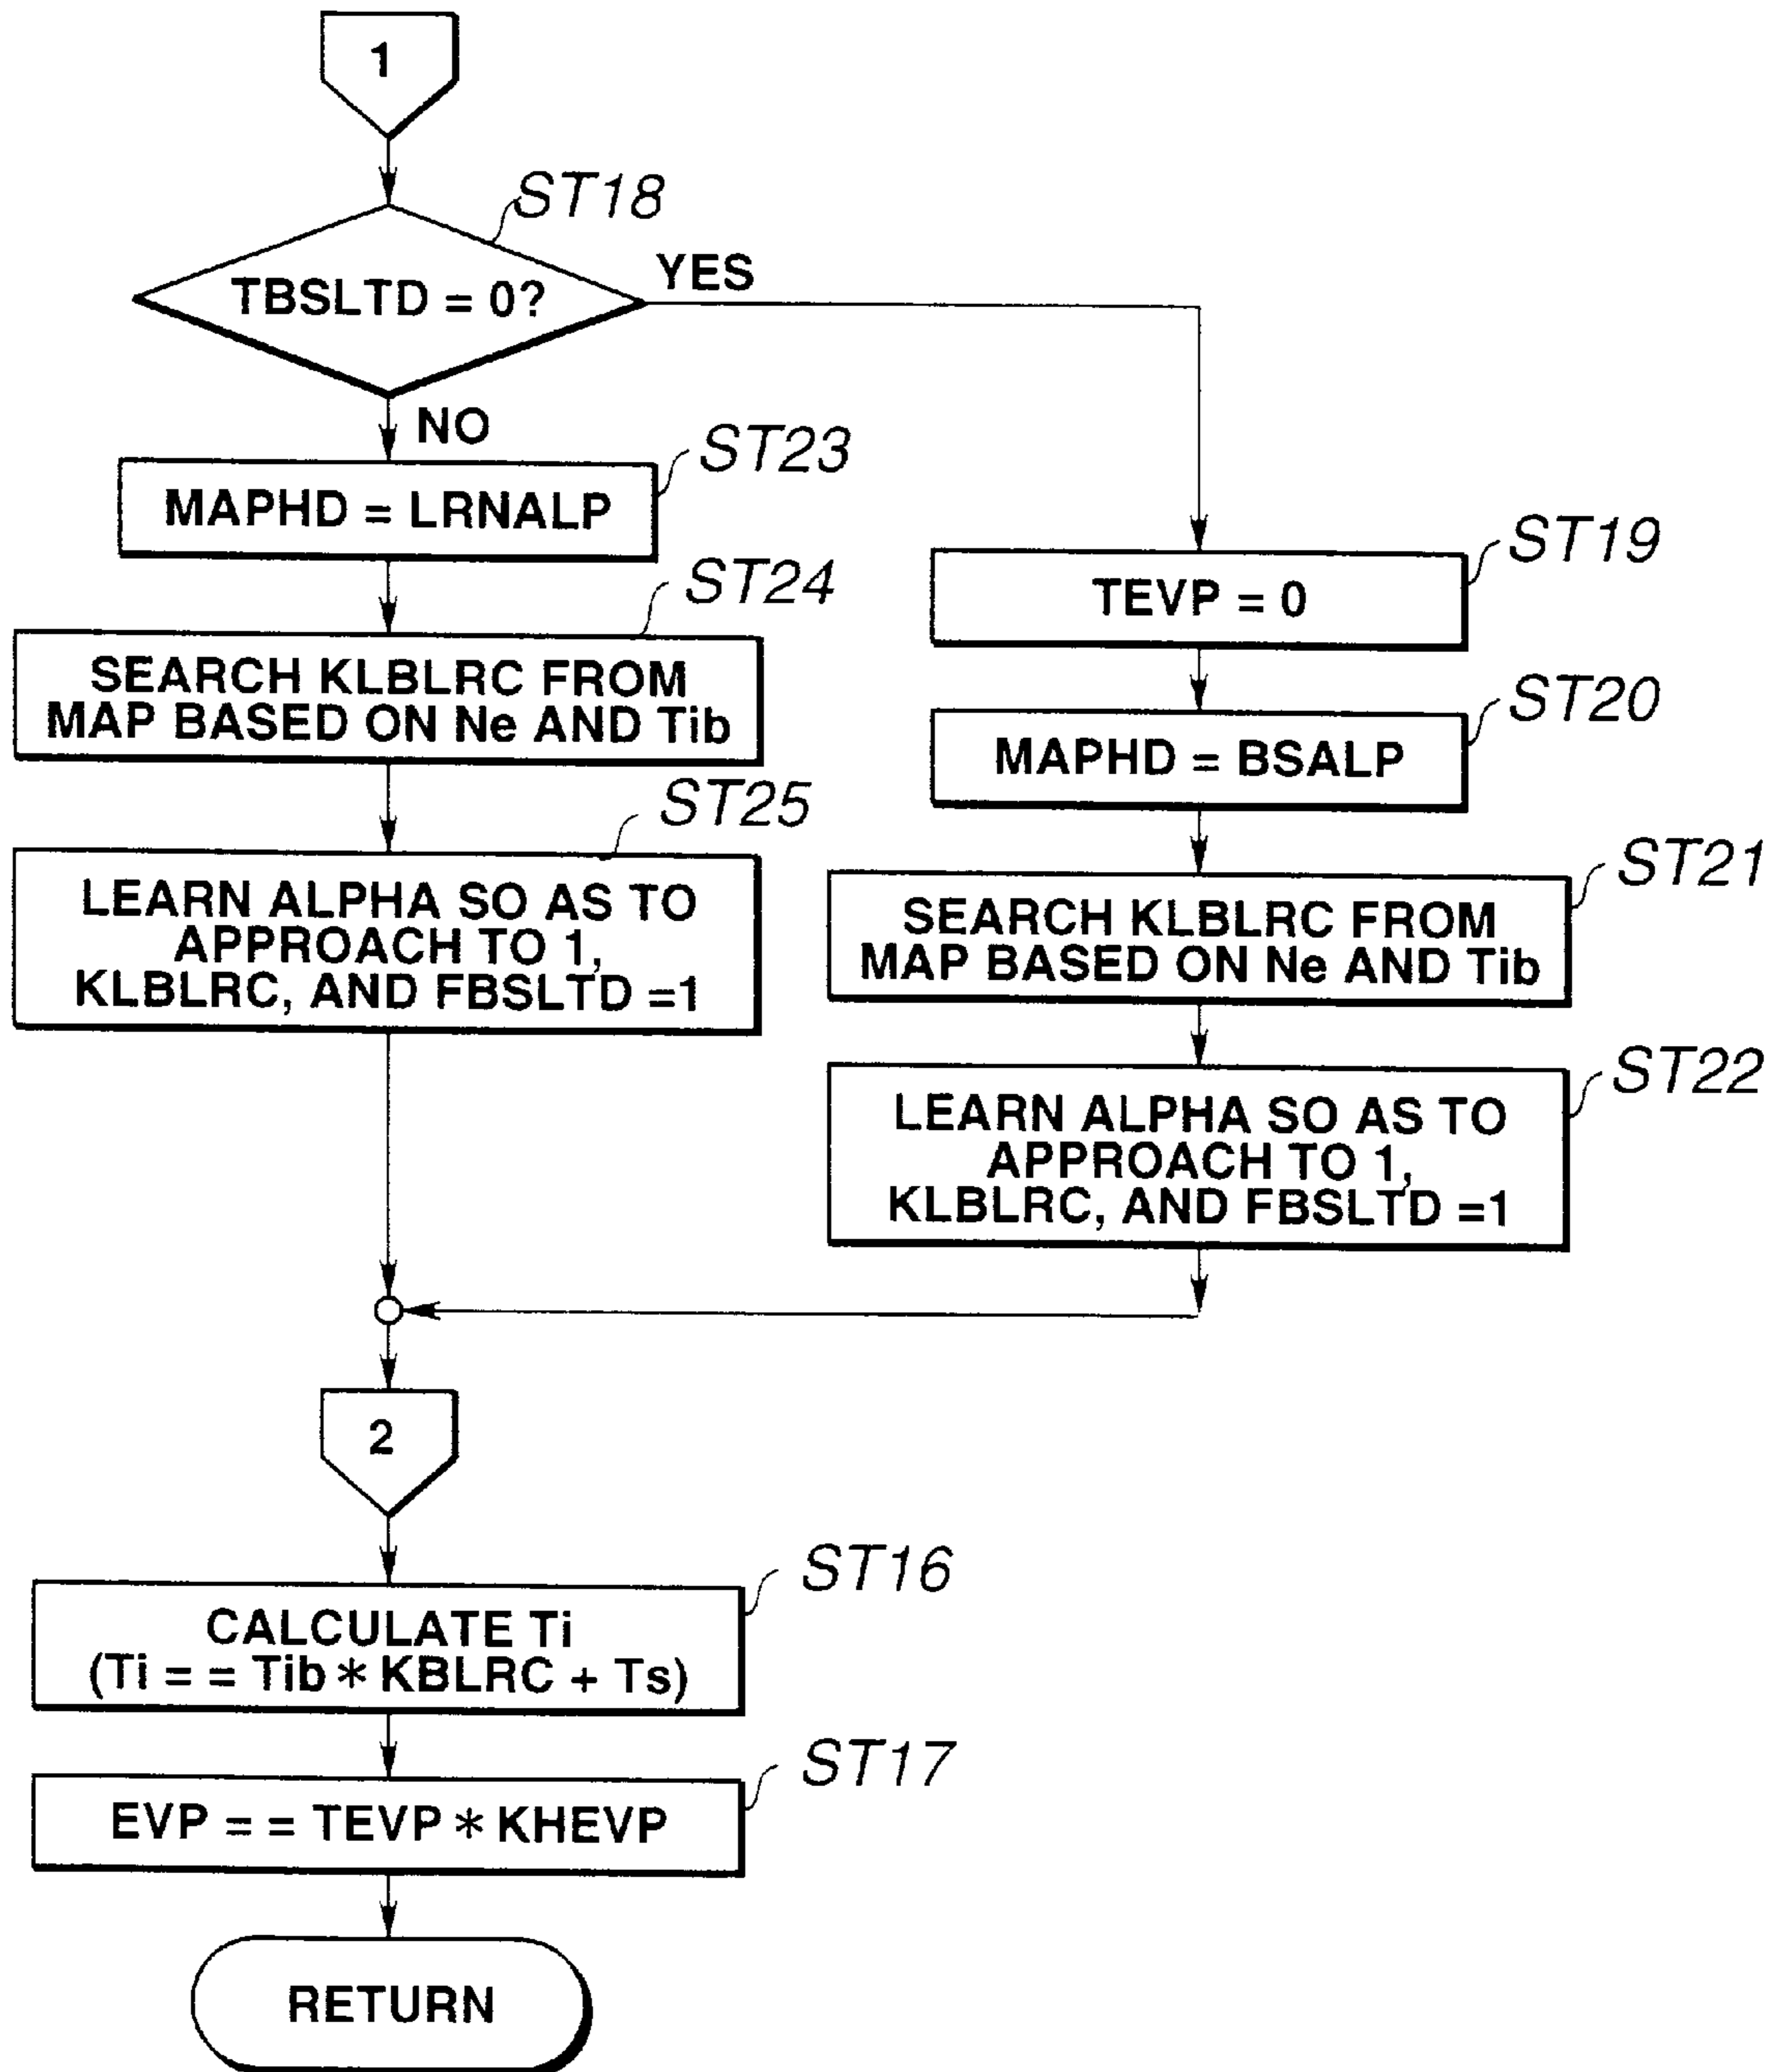 1
ST18
TBSLTD = 0?
YES
NO
ST23
MAPHD = LRNALP
ST24
SEARCH KLBLRC FROM
MAP BASED ON Ne AND Tib
ST25
LEARN ALPHA SO AS TO
APPROACH TO 1,
KLBLRC, AND FBSLTD =1
ST19
TEVP = 0
ST20
MAPHD = BSALP
ST21
SEARCH KLBLRC FROM
MAP BASED ON Ne AND Tib
ST22
LEARN ALPHA SO AS TO
APPROACH TO 1,
KLBLRC, AND FBSLTD =1
2
ST16
CALCULATE Ti
(Ti = = Tib * KBLRC + Ts)
ST17
EVP = = TEVP * KHEVP
RETURN